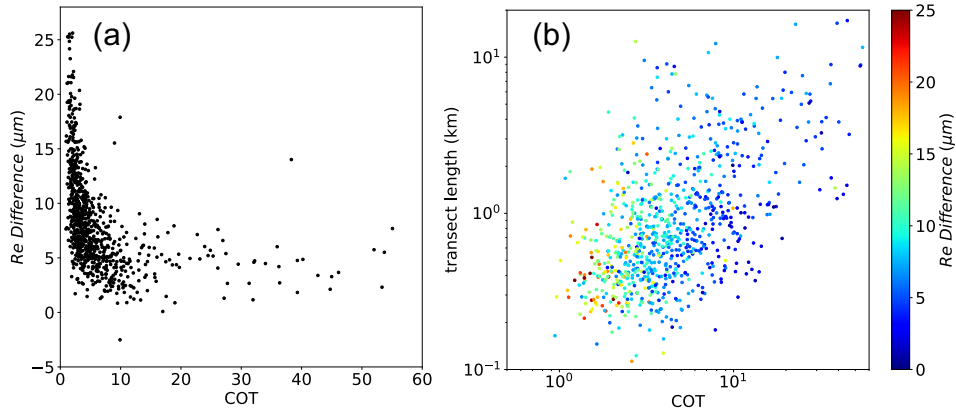 (a)
Re Difference (μm)
25
20
15
10
5
0
−5
0 10 20 30 40 50 60
COT
(b)
transect length (km)
10¹
10⁰
10⁻¹
10⁰ 10¹
COT
25
20
15
10
5
0
Re Difference (μm)